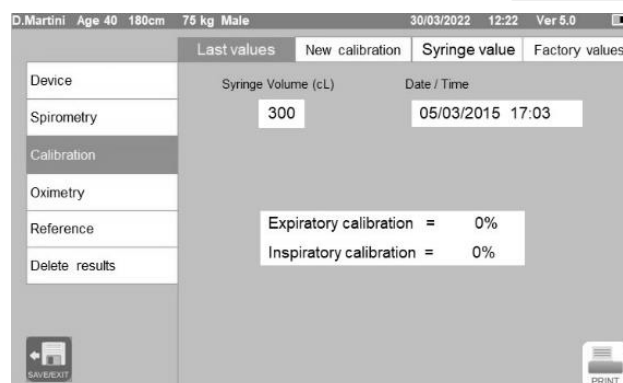 D.Martini Age 40 180cm 75 kg Male 30/03/2022 12:22 Ver 5.0
Last values New calibration Syringe value Factory values
Device
Spirometry
Calibration
Oximetry
Reference
Delete results
Syringe Volume (cL) Date / Time
300 05/03/2015 17:03
Expiratory calibration = 0%
Inspiratory calibration = 0%
SAVE/EXIT
PRINT